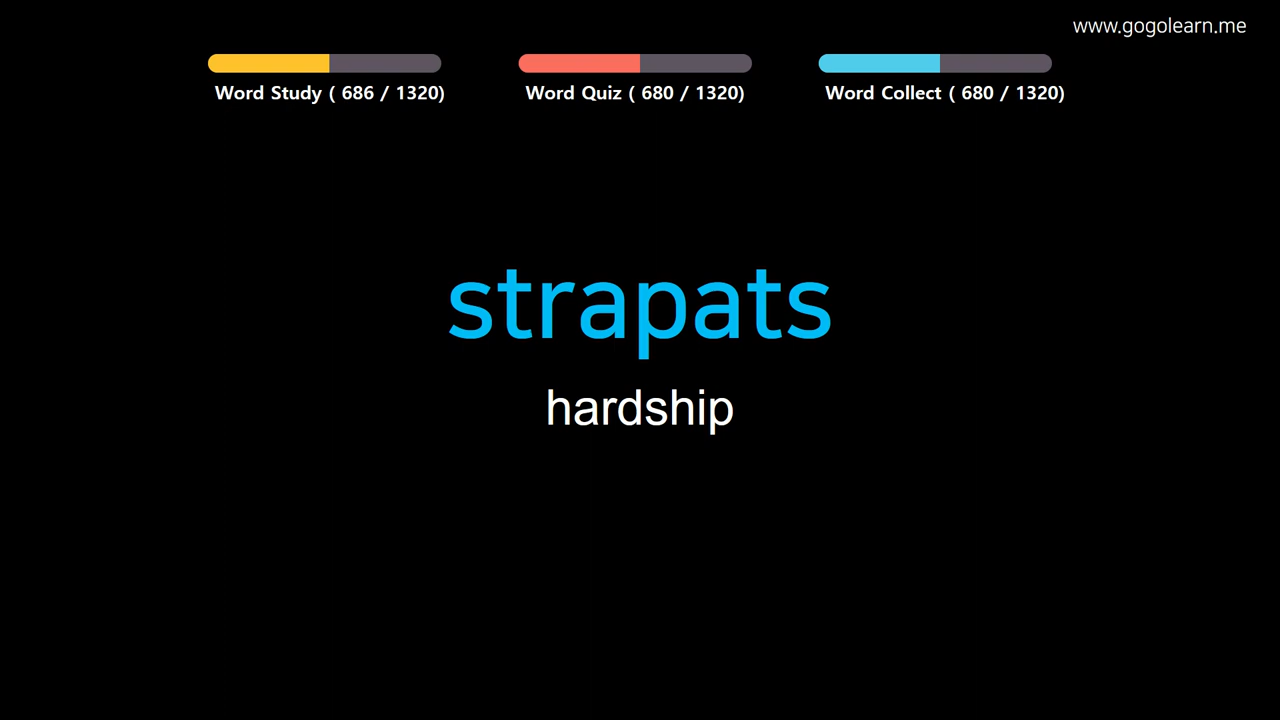 www.gogolearn.me
Word Study ( 686 / 1320)
Word Quiz ( 680 / 1320)
Word Collect ( 680 / 1320)
strapats
hardship